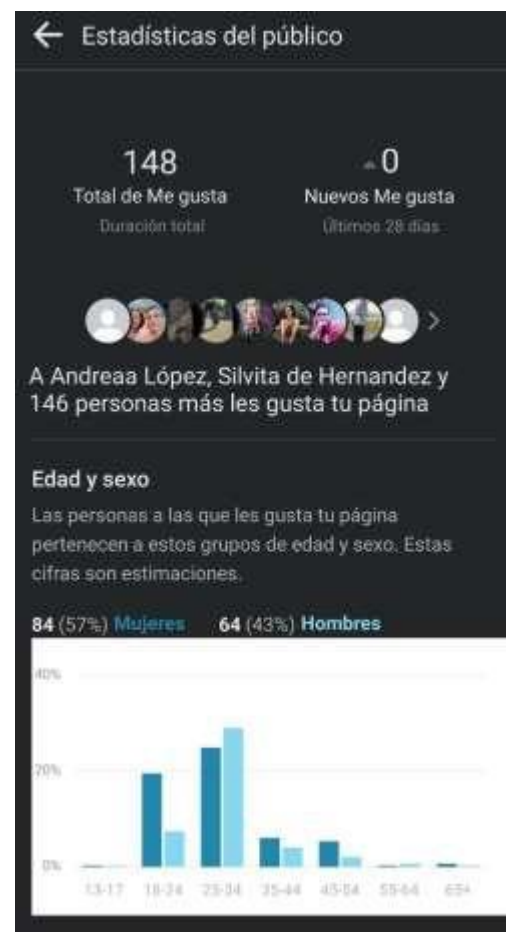 Estadísticas del público
148
Total de Me gusta
Duración total
0
Nuevos Me gusta
Últimos 28 días
A Andreaa López, Silvita de Hernandez y
146 personas más les gusta tu página
Edad y sexo
Las personas a las que les gusta tu página
pertenecen a estos grupos de edad y sexo. Estas
cifras son estimaciones.
84 (57%) Mujeres 64 (43%) Hombres
40%
20%
0%
13-17 18-24 25-34 35-44 45-54 55-64 65+